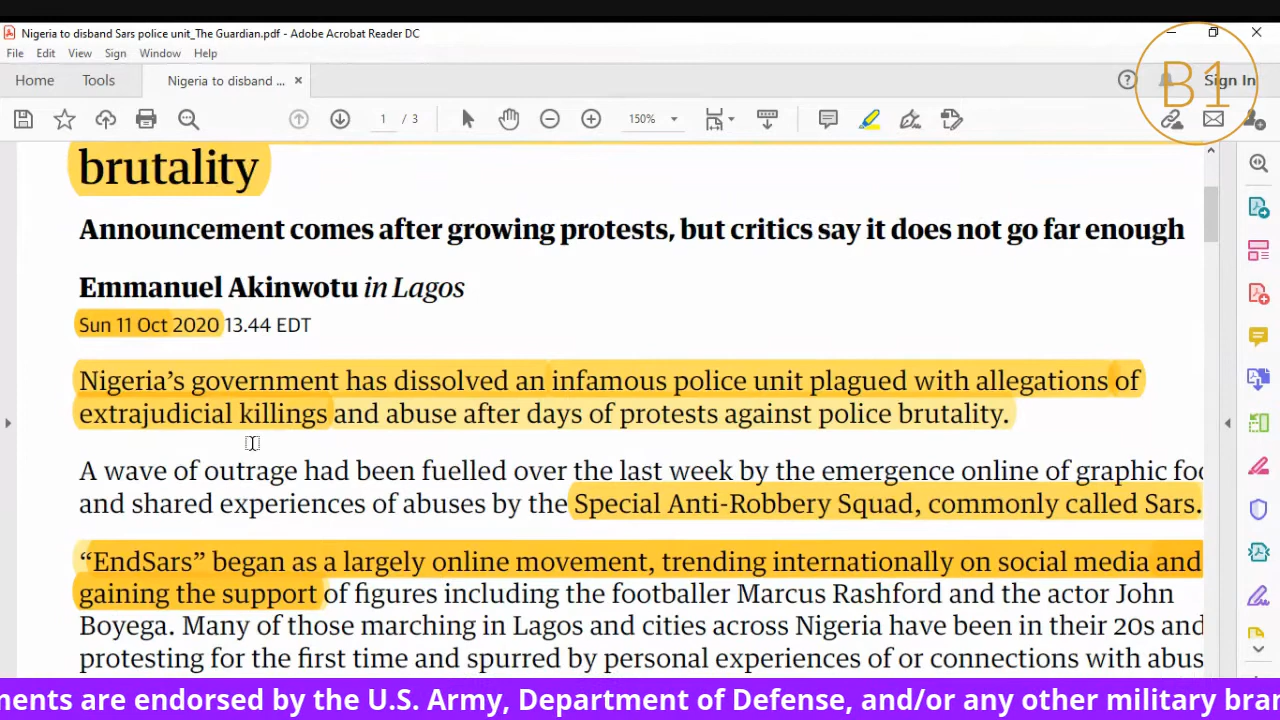 Nigeria to disband Sars police unit_The Guardian.pdf - Adobe Acrobat Reader DC
File Edit View Sign Window Help
Home Tools Nigeria to disband ... × Sign In
B1
1 / 3 150%
brutality
Announcement comes after growing protests, but critics say it does not go far enough
Emmanuel Akinwotu in Lagos
Sun 11 Oct 2020 13.44 EDT
Nigeria’s government has dissolved an infamous police unit plagued with allegations of
extrajudicial killings and abuse after days of protests against police brutality.
A wave of outrage had been fuelled over the last week by the emergence online of graphic foo
and shared experiences of abuses by the Special Anti-Robbery Squad, commonly called Sars.
“EndSars” began as a largely online movement, trending internationally on social media and
gaining the support of figures including the footballer Marcus Rashford and the actor John
Boyega. Many of those marching in Lagos and cities across Nigeria have been in their 20s and
protesting for the first time and spurred by personal experiences of or connections with abus
ments are endorsed by the U.S. Army, Department of Defense, and/or any other military bran